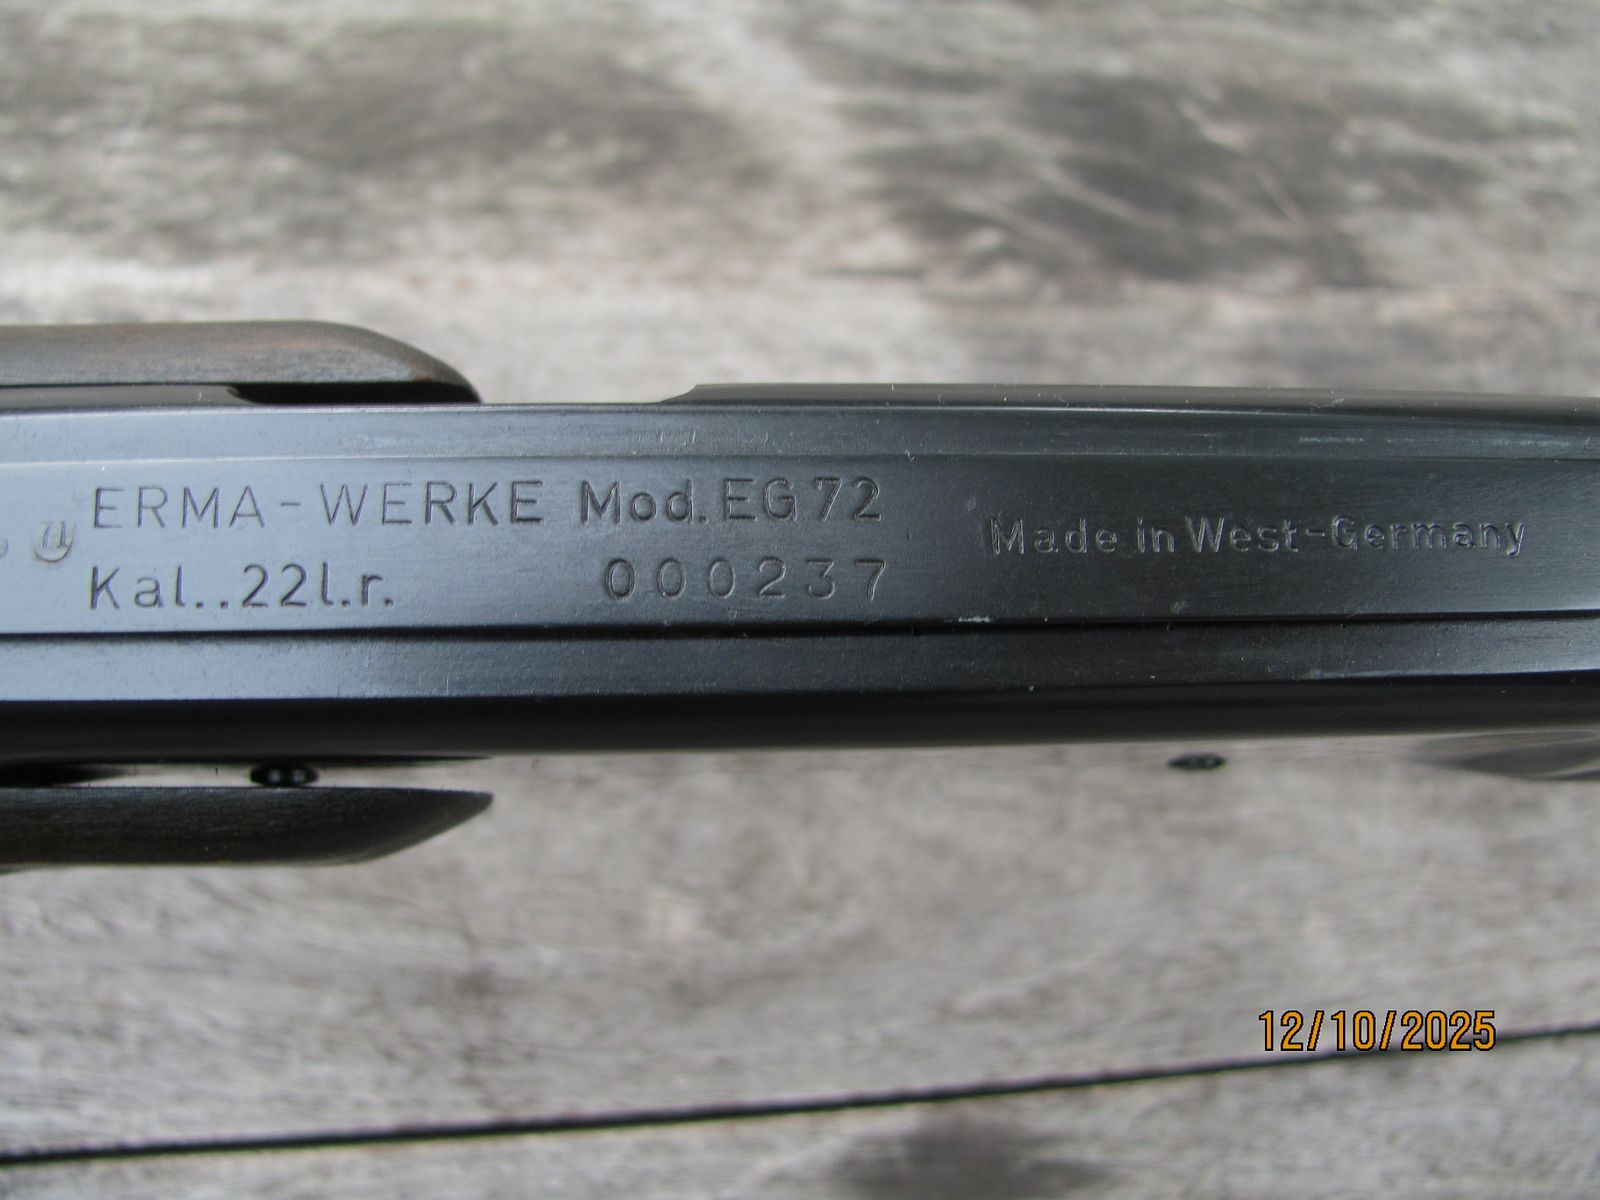 ERMA-WERKE Mod. EG72
Kal. .22l.r. 000237
Made in West-Germany
12/10/2025